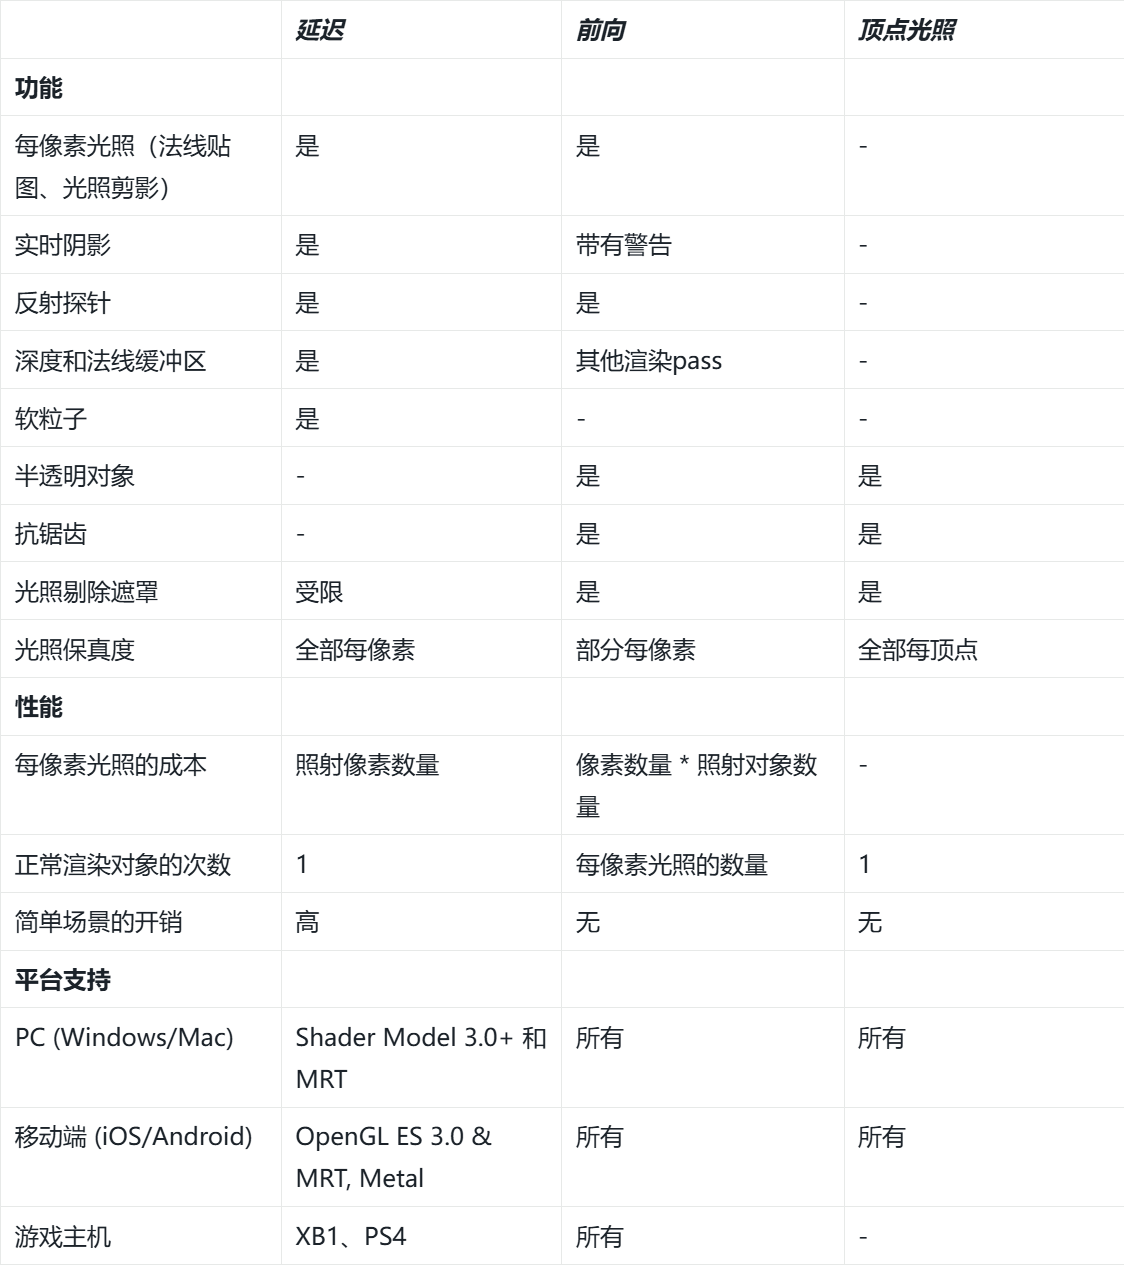 延迟 前向 顶点光照
功能
每像素光照（法线贴 是 是 -
图、光照剪影）
实时阴影 是 带有警告 -
反射探针 是 是 -
深度和法线缓冲区 是 其他渲染pass -
软粒子 是 - -
半透明对象 - 是 是
抗锯齿 - 是 是
光照剔除遮罩 受限 是 是
光照保真度 全部每像素 部分每像素 全部每顶点
性能
每像素光照的成本 照射像素数量 像素数量 * 照射对象数 -
量
正常渲染对象的次数 1 每像素光照的数量 1
简单场景的开销 高 无 无
平台支持
PC (Windows/Mac) Shader Model 3.0+ 和 所有 所有
MRT
移动端 (iOS/Android) OpenGL ES 3.0 & 所有 所有
MRT, Metal
游戏主机 XB1、PS4 所有 -